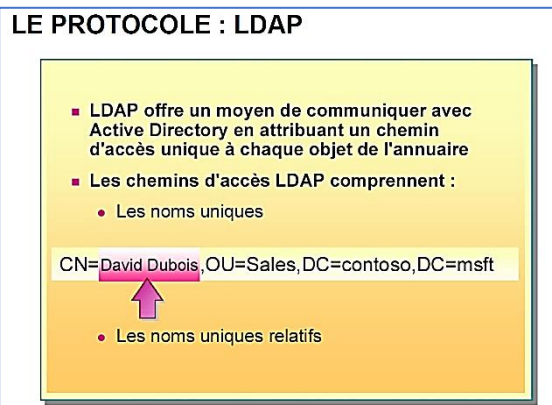 LE PROTOCOLE : LDAP
LDAP offre un moyen de communiquer avec
Active Directory en attribuant un chemin
d'accès unique à chaque objet de l'annuaire
Les chemins d'accès LDAP comprennent :
Les noms uniques
CN=David Dubois,OU=Sales,DC=contoso,DC=msft
Les noms uniques relatifs